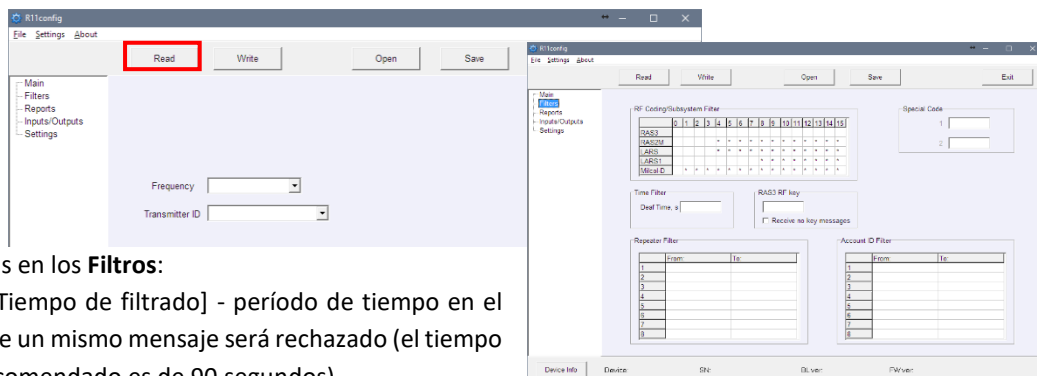 R11config
File Settings About
Read Write Open Save
Main
Filters
Reports
Inputs/Outputs
Settings
Frequency
Transmitter ID
s en los Filtros:
Tiempo de filtrado] - período de tiempo en el
e un mismo mensaje será rechazado (el tiempo
comendado es de 90 segundos)
R11config
File Settings About
Read Write Open Save Exit
Main
Filters
Reports
Inputs/Outputs
Settings
RF Coding/Subsystem Filter
0 1 2 3 4 5 6 7 8 9 10 11 12 13 14 15
RAS3
RAS2M * * * * * * * * * * * *
LARS * * * * * * * * * * * *
LARS1 * * * * * * * *
Milcol D * * * * * * * * * * * * * * * *
Special Code
1
2
Time Filter
Deaf Time, s
RAS3 RF key
Receive no key messages
Repeater Filter
From: To:
1
2
3
4
5
6
7
8
Account ID Filter
From: To:
1
2
3
4
5
6
7
8
Device Info Device: SN: BL ver: FW ver: